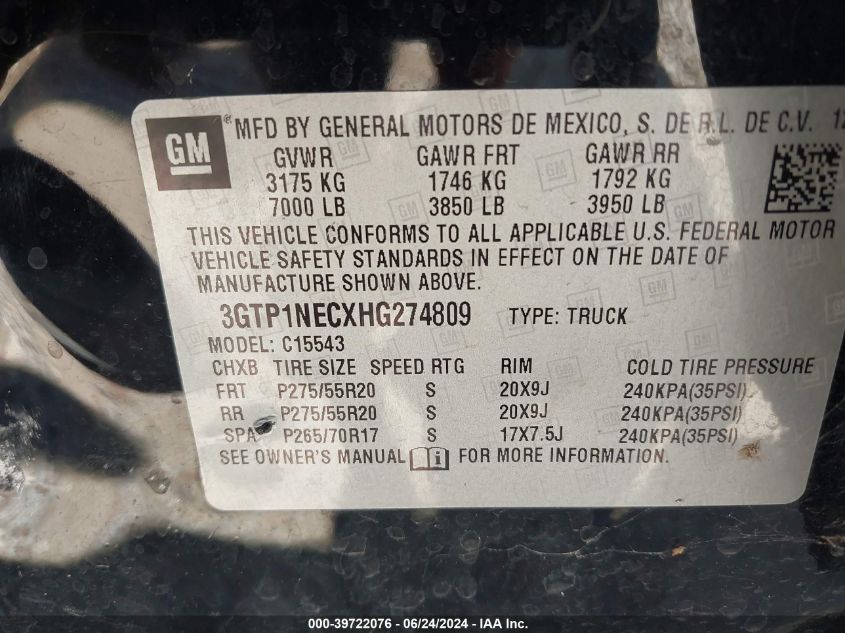 GM ® MFD BY GENERAL MOTORS DE MEXICO, S. DE R.L. DE C.V. 12
GVWR GAWR FRT GAWR RR
3175 KG 1746 KG 1792 KG
7000 LB 3850 LB 3950 LB
THIS VEHICLE CONFORMS TO ALL APPLICABLE U.S. FEDERAL MOTOR
VEHICLE SAFETY STANDARDS IN EFFECT ON THE DATE OF
MANUFACTURE SHOWN ABOVE.
3GTP1NECXHG274809 TYPE: TRUCK
MODEL: C15543
CHXB TIRE SIZE SPEED RTG RIM COLD TIRE PRESSURE
FRT P275/55R20 S 20X9J 240KPA(35PSI)
RR P275/55R20 S 20X9J 240KPA(35PSI)
SPA P265/70R17 S 17X7.5J 240KPA(35PSI)
SEE OWNER'S MANUAL i FOR MORE INFORMATION.
000-39722076 - 06/24/2024 - IAA Inc.